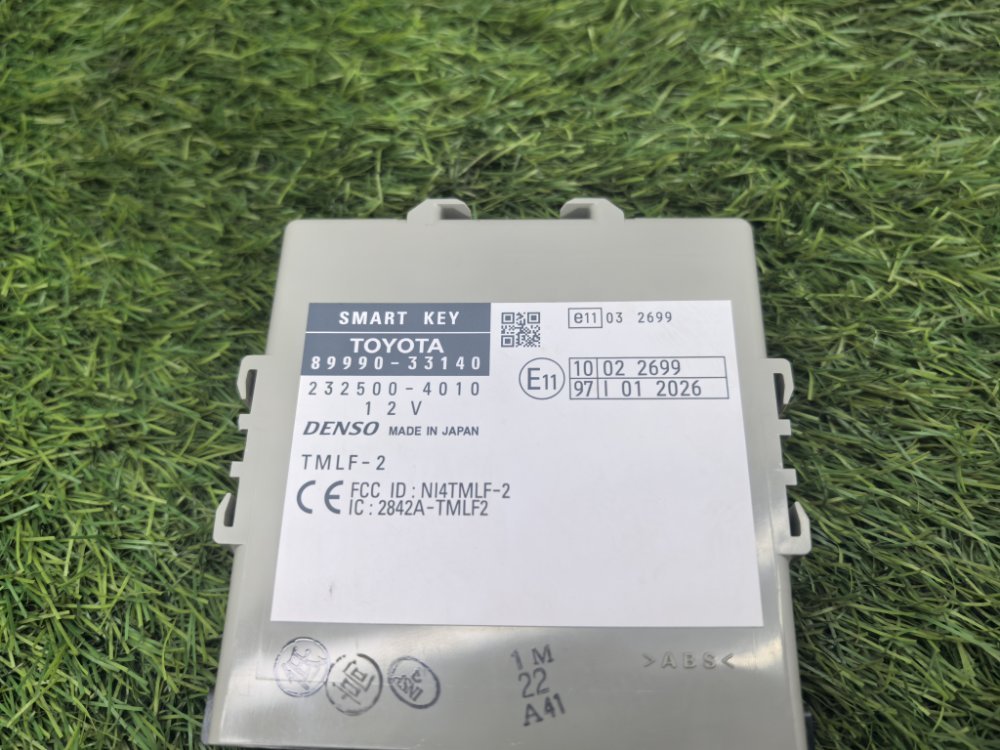 SMART KEY
TOYOTA
89990-33140
232500-4010
12V
DENSO MADE IN JAPAN
TMLF-2
CE FCC ID : NI4TMLF-2
IC : 2842A-TMLF2
e11 03 2699
E11
10 02 2699
97 I 01 2026
1 M
22
A41
>ABS<